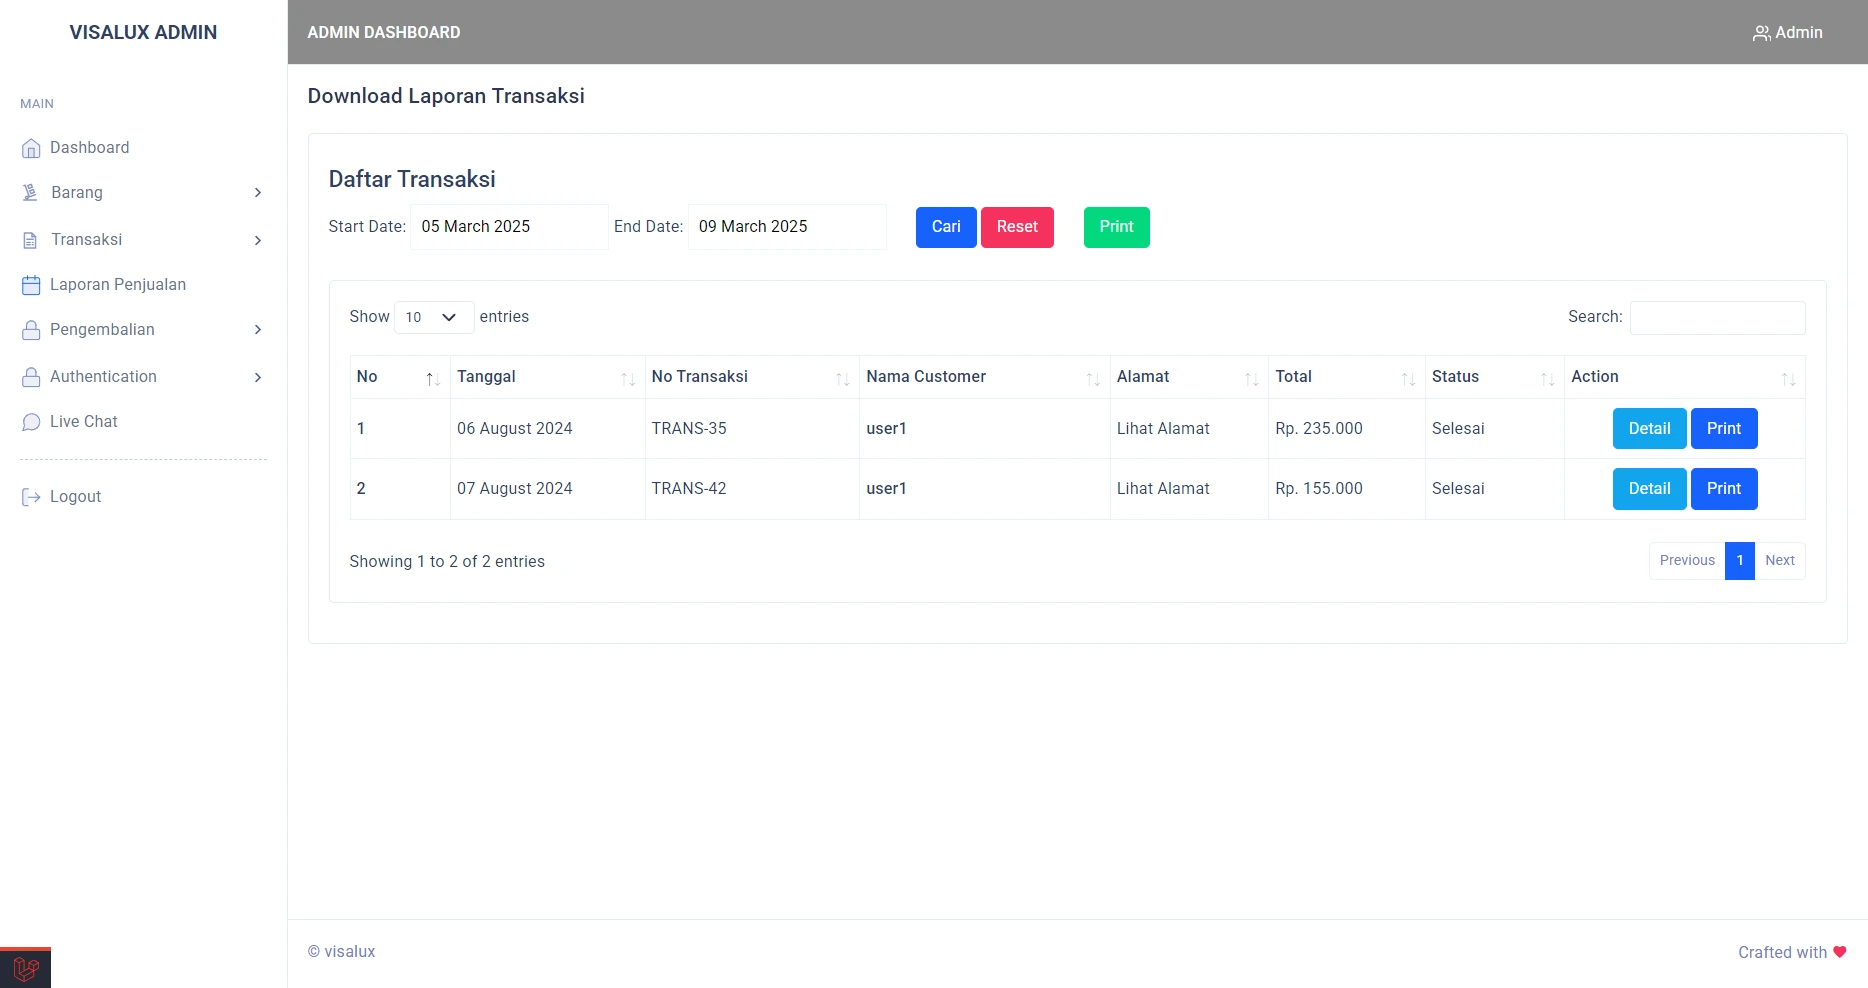 VISALUX ADMIN
ADMIN DASHBOARD
Admin
MAIN
Dashboard
Barang
Transaksi
Laporan Penjualan
Pengembalian
Authentication
Live Chat
Logout
Download Laporan Transaksi
Daftar Transaksi
Start Date: 05 March 2025 End Date: 09 March 2025 Cari Reset Print
Show 10 entries Search:
No Tanggal No Transaksi Nama Customer Alamat Total Status Action
1 06 August 2024 TRANS-35 user1 Lihat Alamat Rp. 235.000 Selesai Detail Print
2 07 August 2024 TRANS-42 user1 Lihat Alamat Rp. 155.000 Selesai Detail Print
Showing 1 to 2 of 2 entries Previous 1 Next
© visalux Crafted with